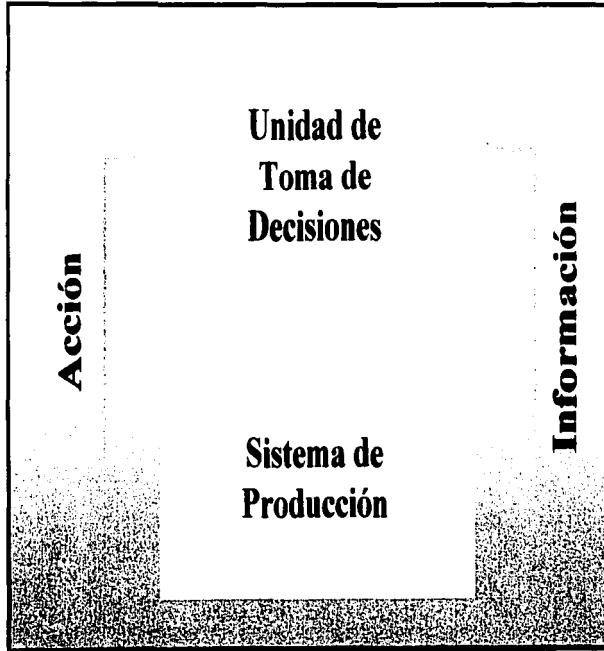 Unidad de
Toma de
Decisiones
Acción
Información
Sistema de
Producción